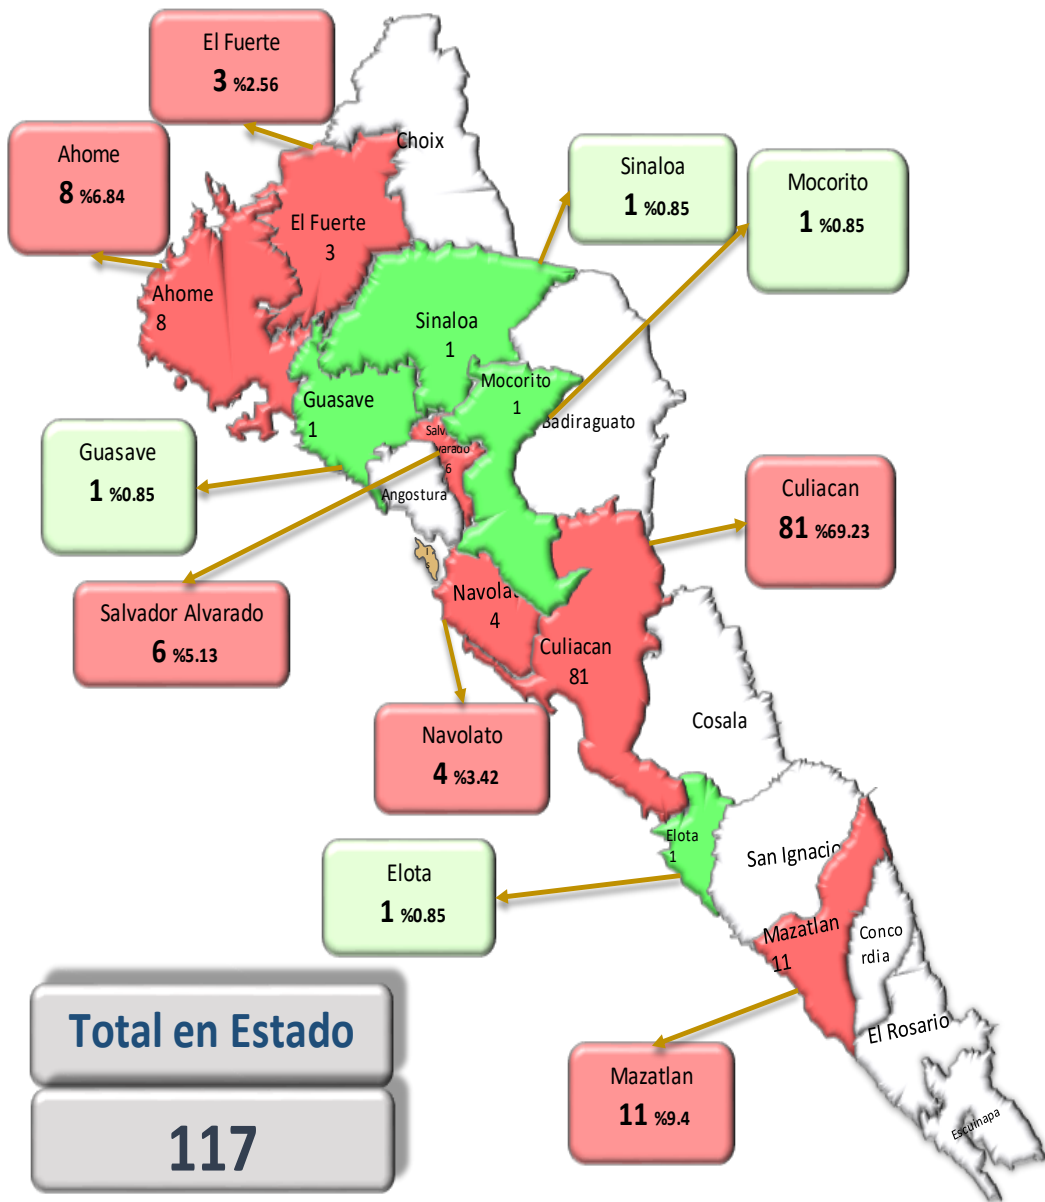 El Fuerte
3 %2.56
Ahome
8 %6.84
Choix
Sinaloa
1 %0.85
Mocorito
1 %0.85
El Fuerte
3
Ahome
8
Sinaloa
1
Mocorito
1
Guasave
1
Badiraguato
Salv
varado
6
Angostura
Guasave
1 %0.85
Culiacan
81 %69.23
Salvador Alvarado
6 %5.13
Navolat
4
Culiacan
81
Navolato
4 %3.42
Cosala
Elota
1
San Ignacio
Elota
1 %0.85
Mazatlan
11
Conco
rdia
El Rosario
Escuinapa
Mazatlan
11 %9.4
Total en Estado
117